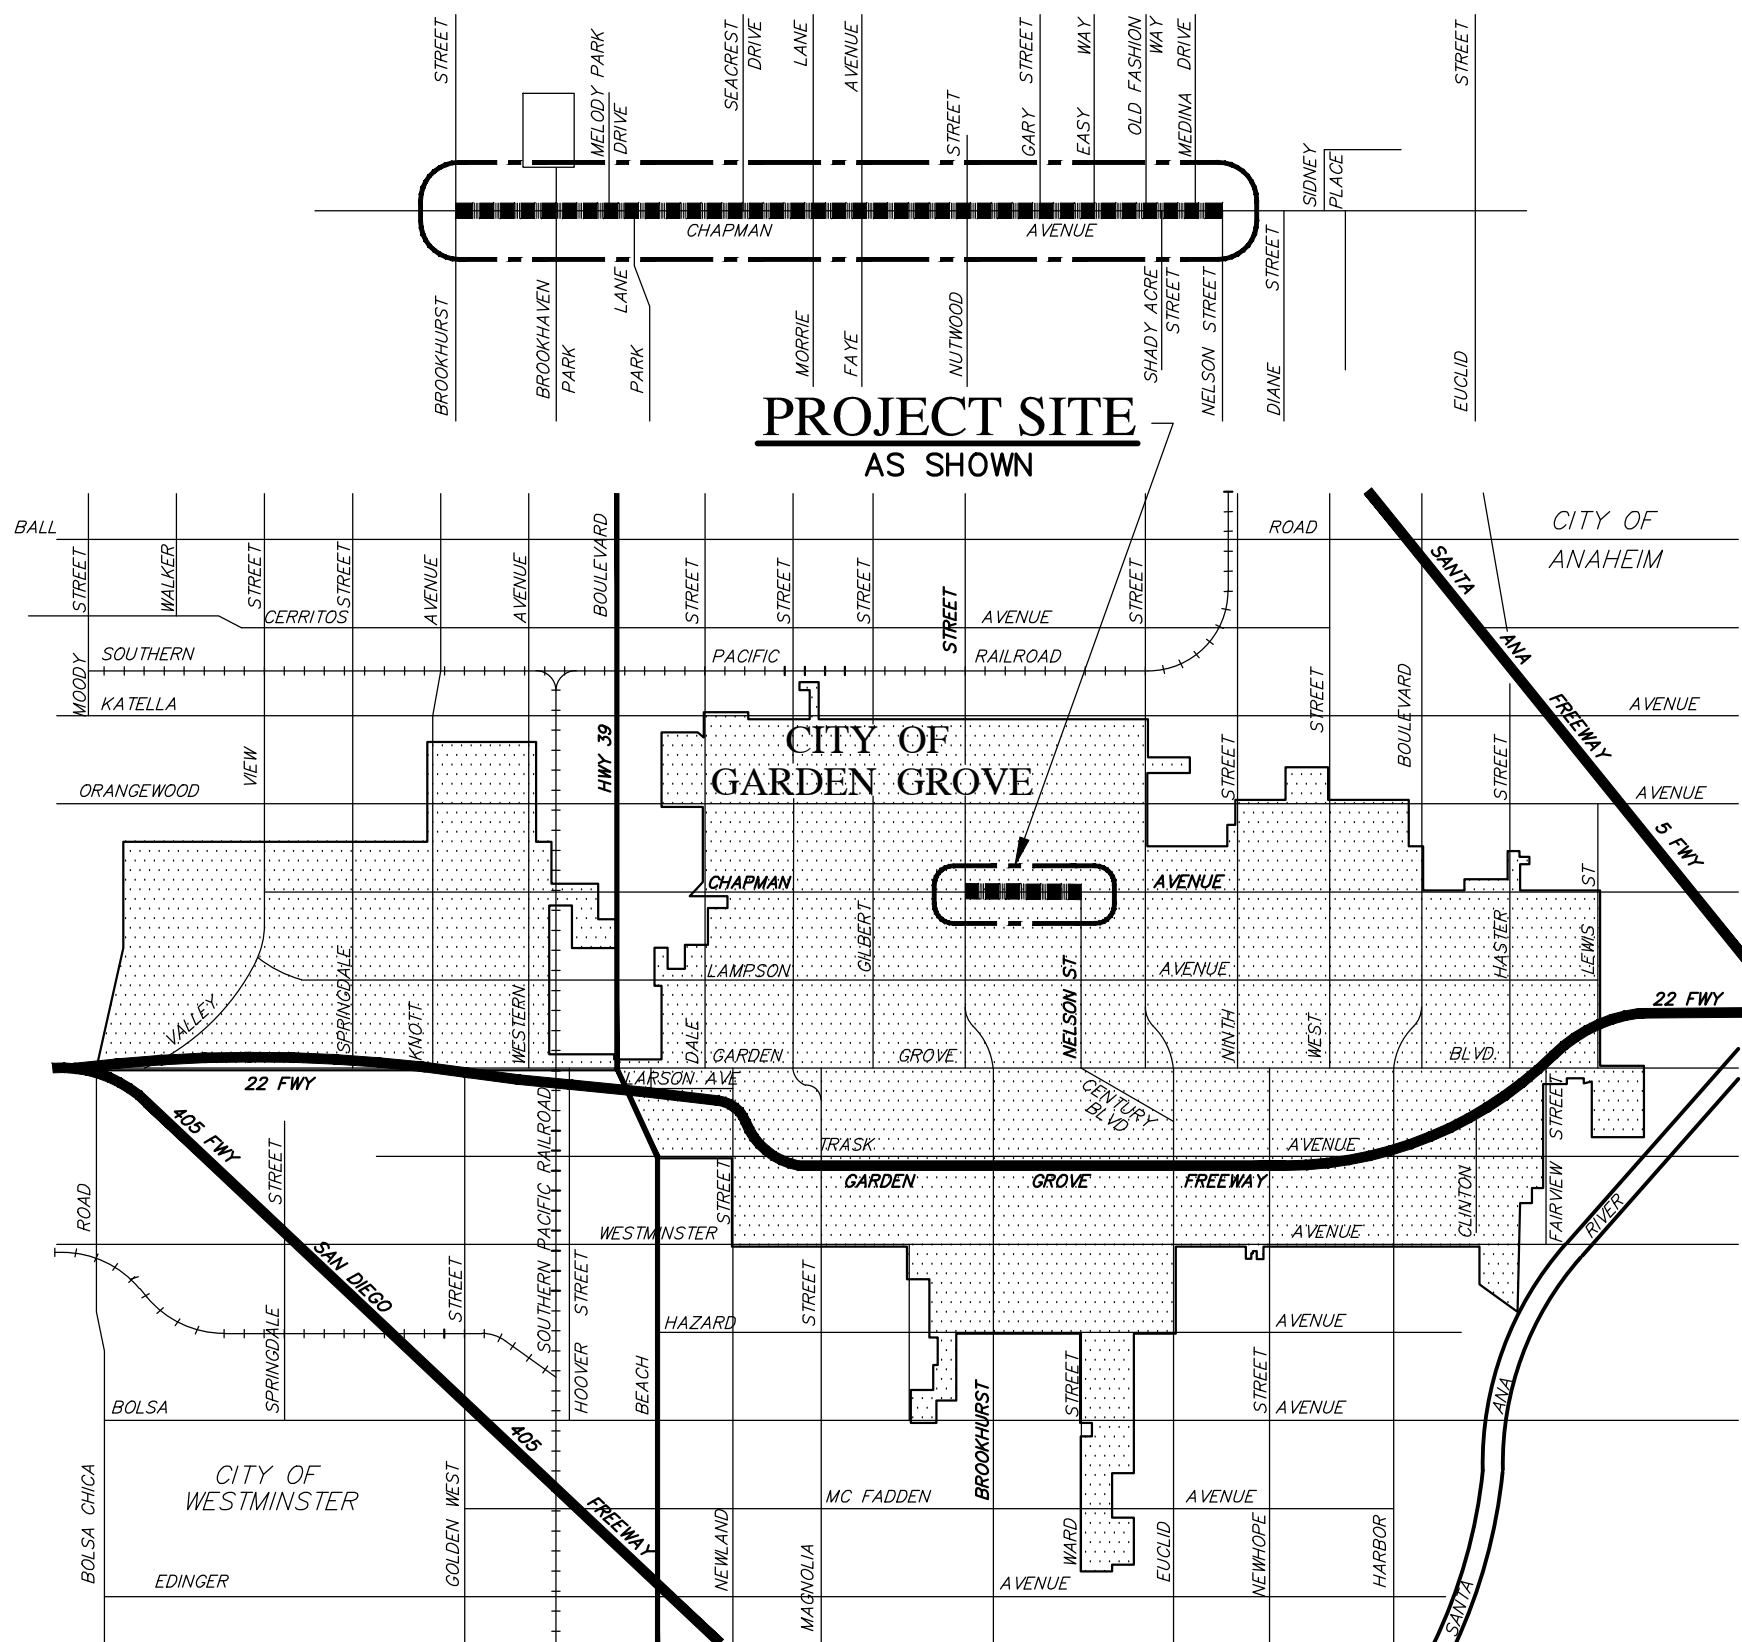 STREET
MELODY PARK
DRIVE
SEACREST
DRIVE
LANE
AVENUE
STREET
GARY STREET
EASY WAY
OLD FASHION
WAY
MEDINA DRIVE
SIDNEY
PLACE
STREET
CHAPMAN AVENUE
BROOKHURST
BROOKHAVEN
PARK
LANE
PARK
MORRIE
FAYE
NUTWOOD
SHADY ACRE
STREET
NELSON STREET
DIANE STREET
EUCLID
PROJECT SITE
AS SHOWN
BALL ROAD
CITY OF
ANAHEIM
STREET
WALKER
STREET
STREET
AVENUE
AVENUE
BOULEVARD
STREET
STREET
STREET
STREET
STREET
CERRITOS AVENUE
SANTA ANA FREEWAY
5 FWY
SOUTHERN PACIFIC RAILROAD
MOODY
KATELLA AVENUE
VIEW
HWY 39
CITY OF
GARDEN GROVE
STREET
STREET
BOULEVARD
STREET
ORANGEWOOD AVENUE
CHAPMAN AVENUE
GILBERT
ST
HASTER
LEWIS
SPRINGDALE
LAMPSON AVENUE
VALLEY
KNOTT
WESTERN
DALE
NELSON ST
NINTH
WEST
22 FWY
GARDEN GROVE BLVD.
22 FWY
LARSON AVE
CENTURY
BLVD
405 FWY
STREET
SOUTHERN PACIFIC RAILROAD
TRASK AVENUE
GARDEN GROVE FREEWAY
STREET
STREET
FAIRVIEW
CLINTON
ROAD
WESTMINSTER AVENUE
RIVER
SAN DIEGO
STREET
STREET
STREET
HAZARD AVENUE
SPRINGDALE
HOOVER
BEACH
STREET
STREET
BOLSA AVENUE
ANA
BROOKHURST
405
CITY OF
WESTMINSTER
MC FADDEN AVENUE
FREEWAY
BOLSA CHICA
GOLDEN WEST
NEWLAND
MAGNOLIA
WARD
EUCLID
NEWHOPE
HARBOR
EDINGER AVENUE
SANTA